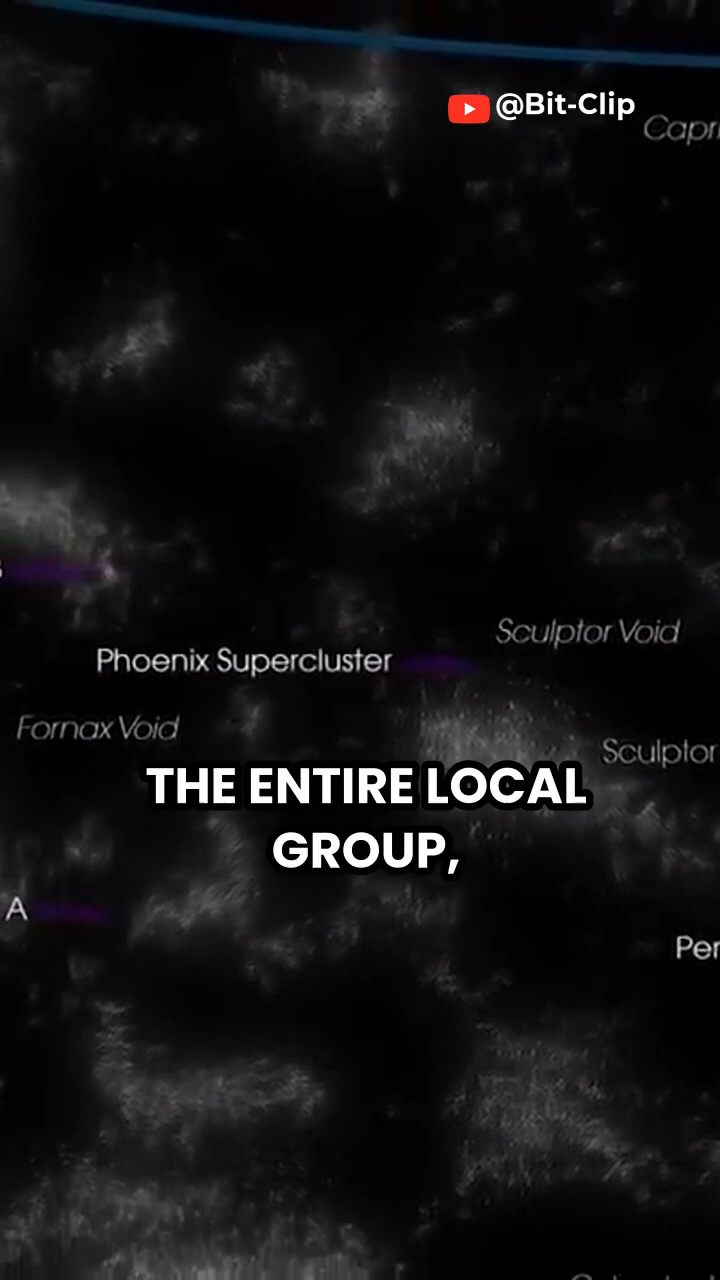 @Bit-Clip
Sculptor Void
Phoenix Supercluster
Fornax Void
Sculptor
THE ENTIRE LOCAL
GROUP,
A